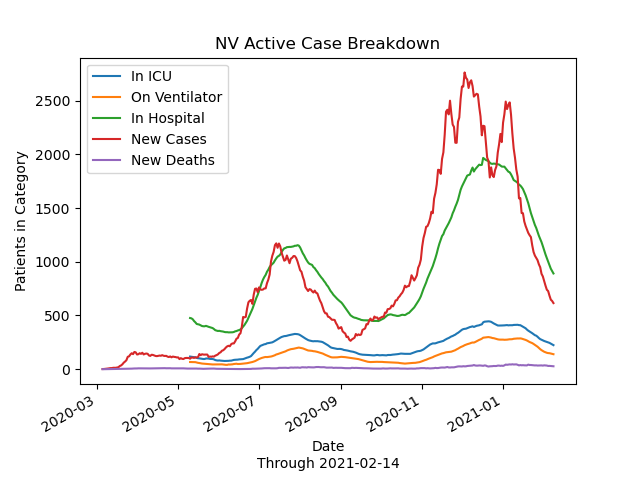 NV Active Case Breakdown
In ICU
On Ventilator
In Hospital
New Cases
New Deaths
Patients in Category
2500
2000
1500
1000
500
0
2020-03
2020-05
2020-07
2020-09
2020-11
2021-01
Date
Through 2021-02-14